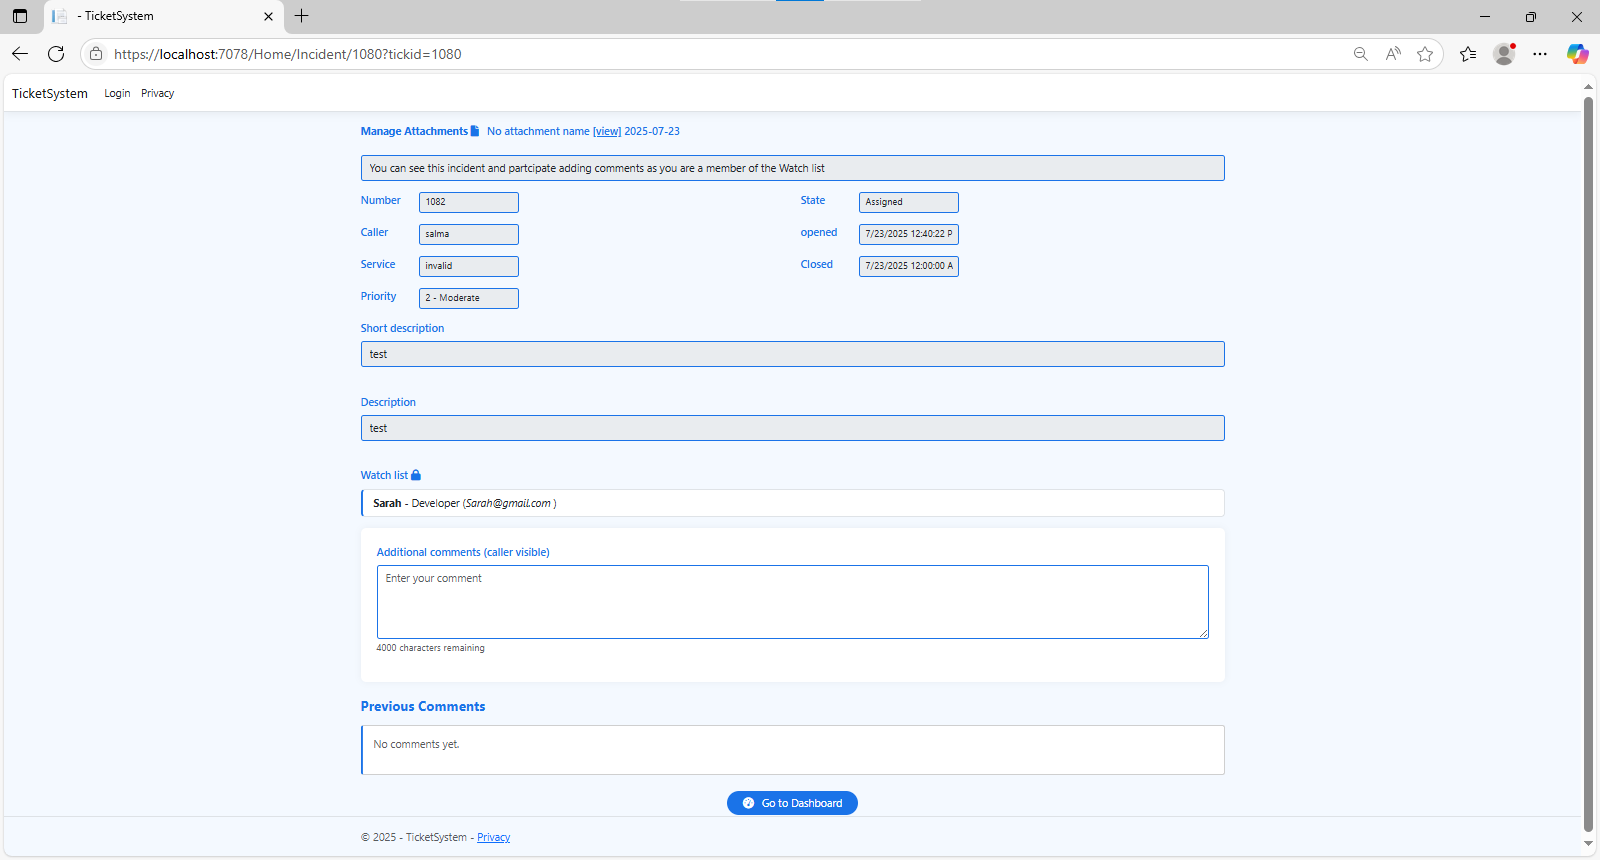 - TicketSystem
https://localhost:7078/Home/Incident/1080?tickid=1080
TicketSystem Login Privacy
Manage Attachments No attachment name [view] 2025-07-23
You can see this incident and partcipate adding comments as you are a member of the Watch list
Number 1082 State Assigned
Caller salma opened 7/23/2025 12:40:22 P
Service invalid Closed 7/23/2025 12:00:00 A
Priority 2 - Moderate
Short description
test
Description
test
Watch list
Sarah - Developer (Sarah@gmail.com )
Additional comments (caller visible)
Enter your comment
4000 characters remaining
Previous Comments
No comments yet.
Go to Dashboard
© 2025 - TicketSystem - Privacy